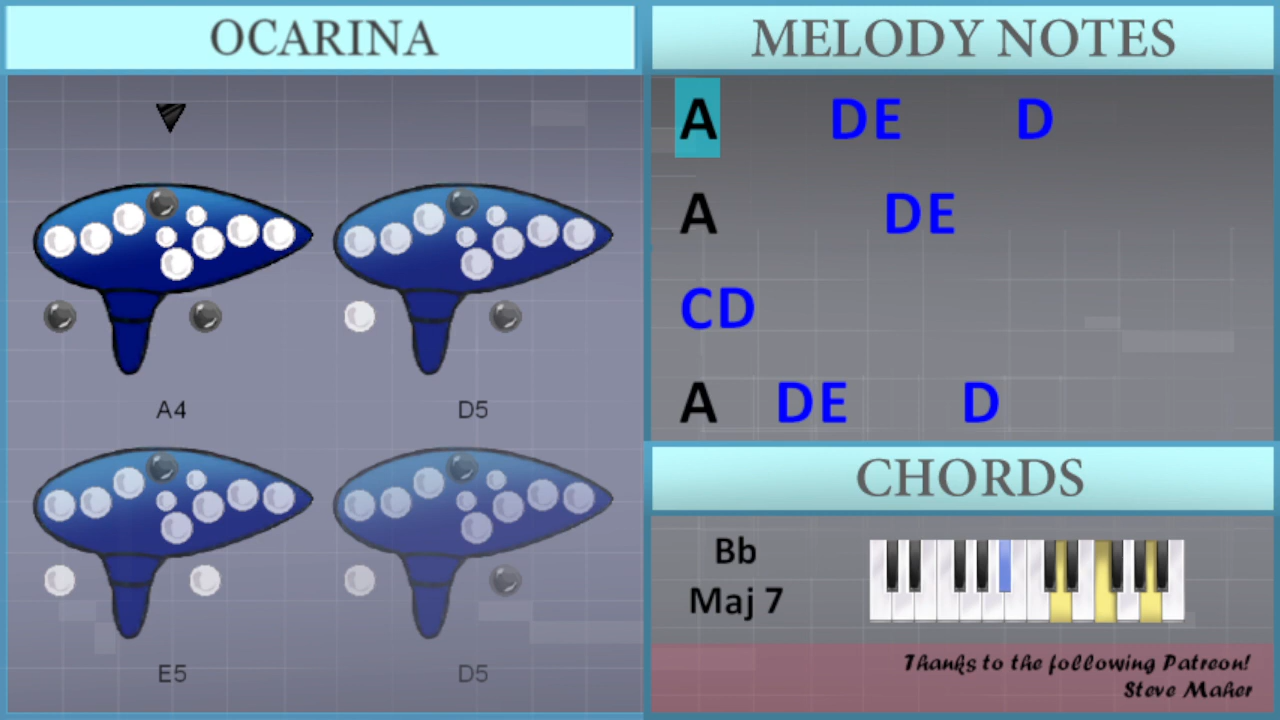 OCARINA
A4
D5
E5
D5
MELODY NOTES
A DE D
A DE
CD
A DE D
CHORDS
Bb
Maj 7
Thanks to the following Patreon!
Steve Maher